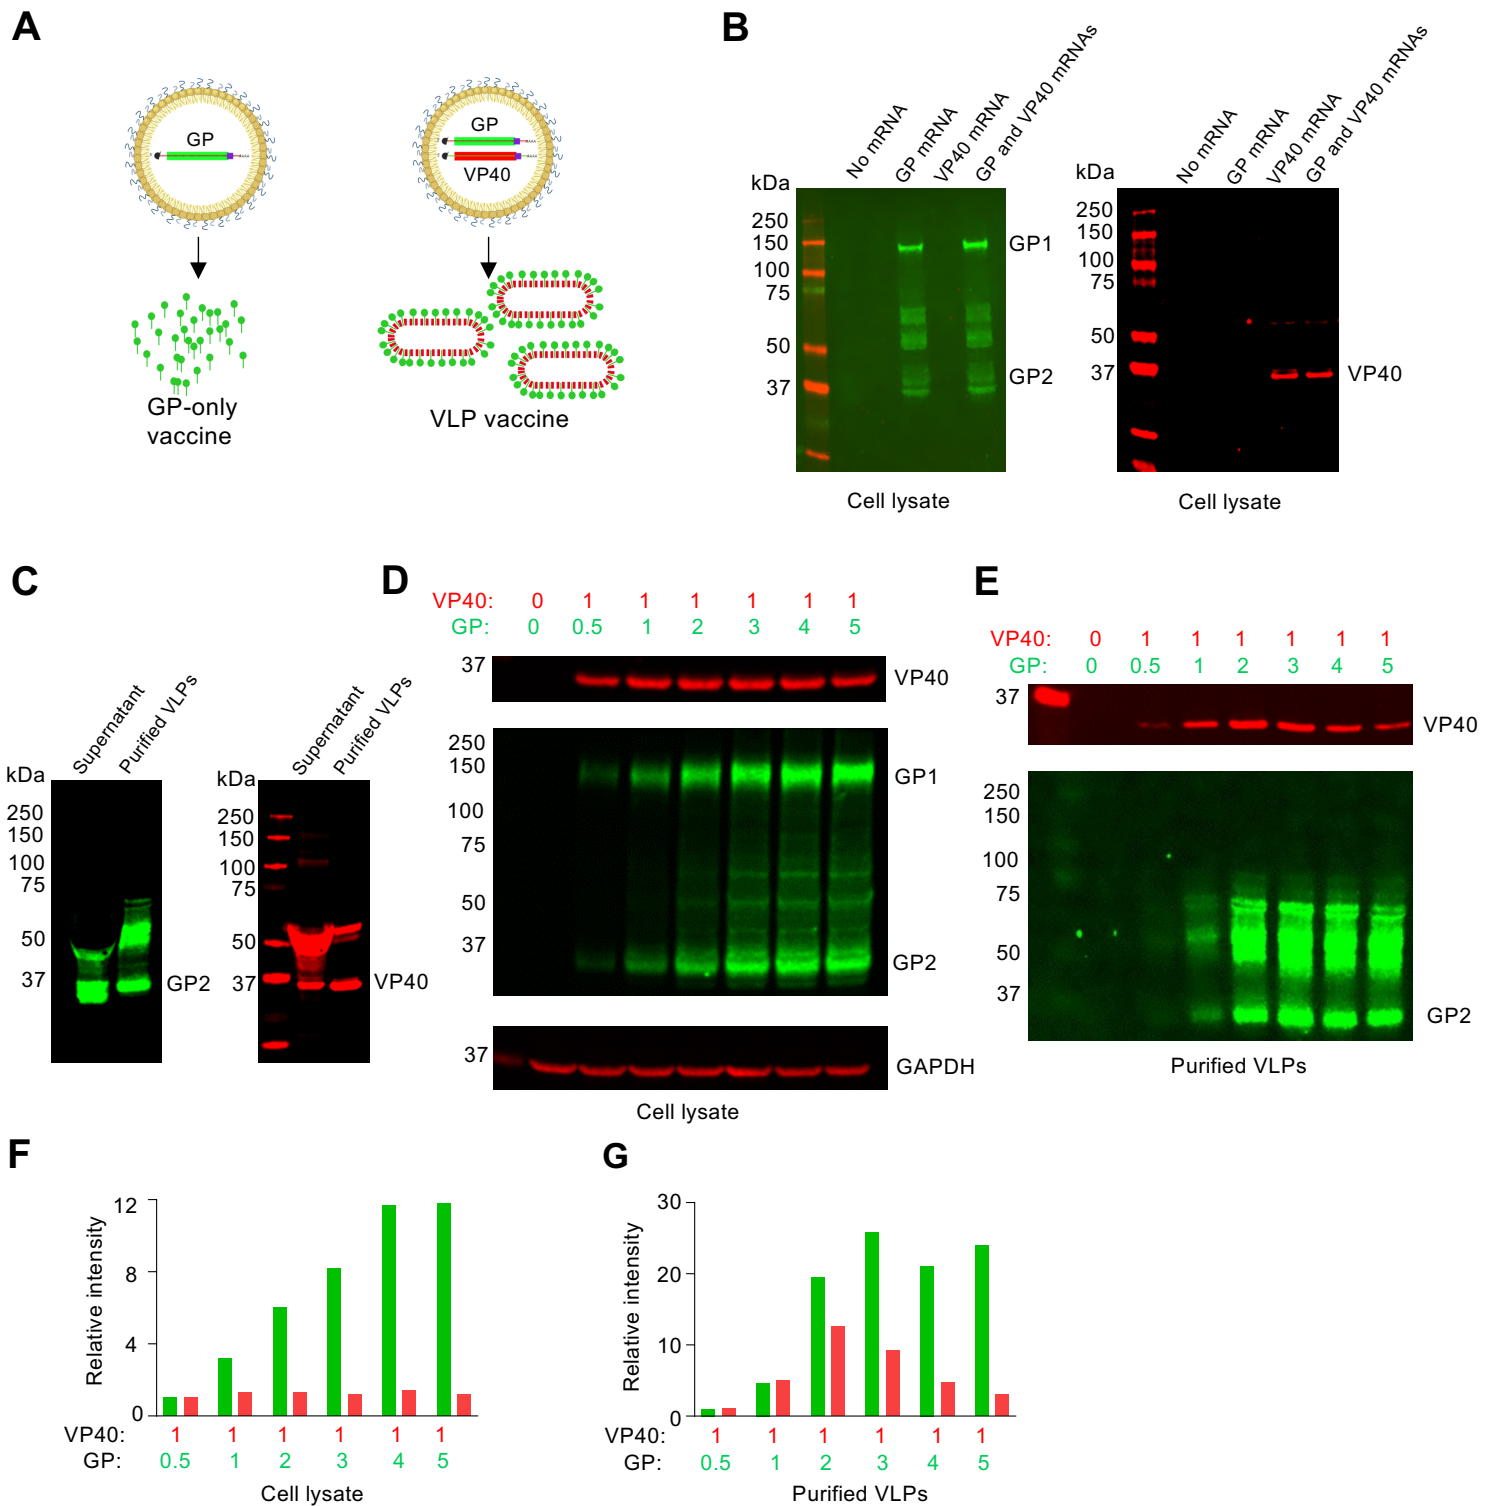 A
GP
GP
VP40
GP-only
vaccine
VLP vaccine
B
No mRNA
GP mRNA
VP40 mRNA
GP and VP40 mRNAs
kDa
250
150
100
75
50
37
GP1
GP2
Cell lysate
No mRNA
GP mRNA
VP40 mRNA
GP and VP40 mRNAs
kDa
250
150
100
75
50
37
VP40
Cell lysate
C
Supernatant
Purified VLPs
kDa
250
150
100
75
50
37
GP2
Supernatant
Purified VLPs
kDa
250
150
100
75
50
37
VP40
D
VP40: 0 1 1 1 1 1 1
GP: 0 0.5 1 2 3 4 5
37
VP40
250
150
100
75
50
37
GP1
GP2
37
GAPDH
Cell lysate
E
VP40: 0 1 1 1 1 1 1
GP: 0 0.5 1 2 3 4 5
37
VP40
250
150
100
75
50
37
GP2
Purified VLPs
F
Relative intensity
12
8
4
0
VP40: 1 1 1 1 1 1
GP: 0.5 1 2 3 4 5
Cell lysate
G
Relative intensity
30
20
10
0
VP40: 1 1 1 1 1 1
GP: 0.5 1 2 3 4 5
Purified VLPs